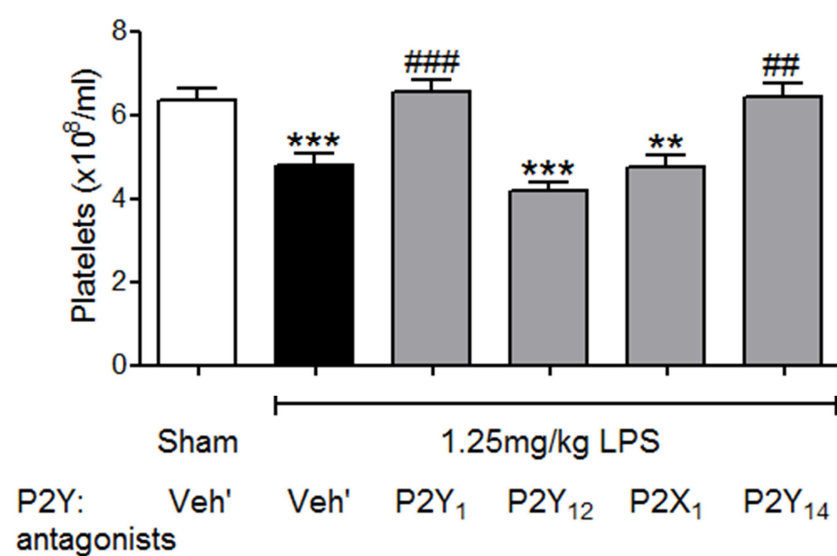 Platelets (x10⁸/ml)
8
6
4
2
0
***
###
***
**
##
Sham
1.25mg/kg LPS
P2Y: Veh' Veh' P2Y₁ P2Y₁₂ P2X₁ P2Y₁₄
antagonists